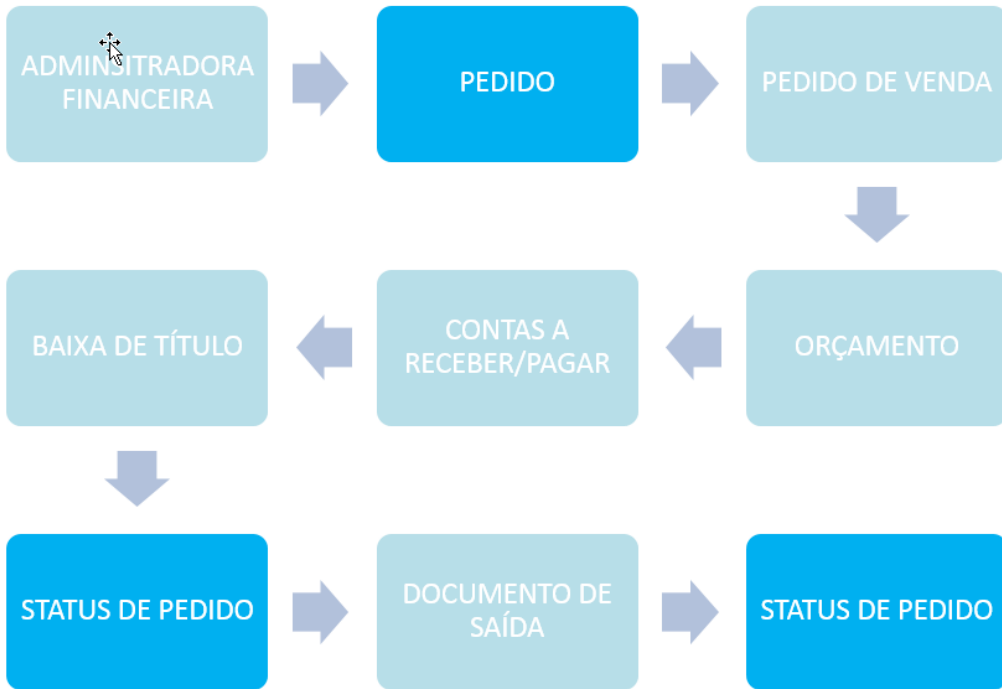 ADMINSITRADORA
FINANCEIRA
PEDIDO
PEDIDO DE VENDA
BAIXA DE TÍTULO
CONTAS A
RECEBER/PAGAR
ORÇAMENTO
STATUS DE PEDIDO
DOCUMENTO DE
SAÍDA
STATUS DE PEDIDO